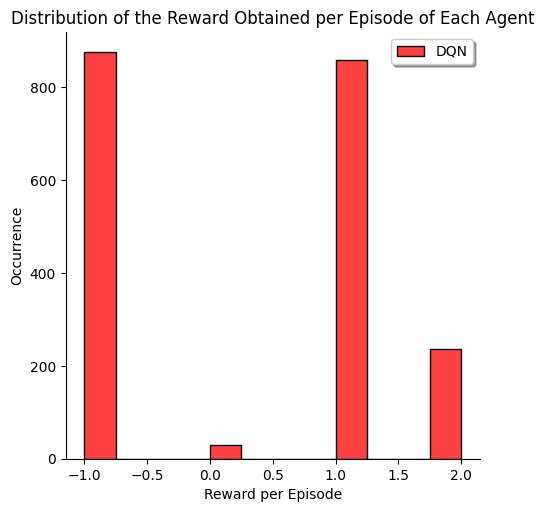 Distribution of the Reward Obtained per Episode of Each Agent
DQN
800
600
400
200
0
Occurrence
−1.0 −0.5 0.0 0.5 1.0 1.5 2.0
Reward per Episode